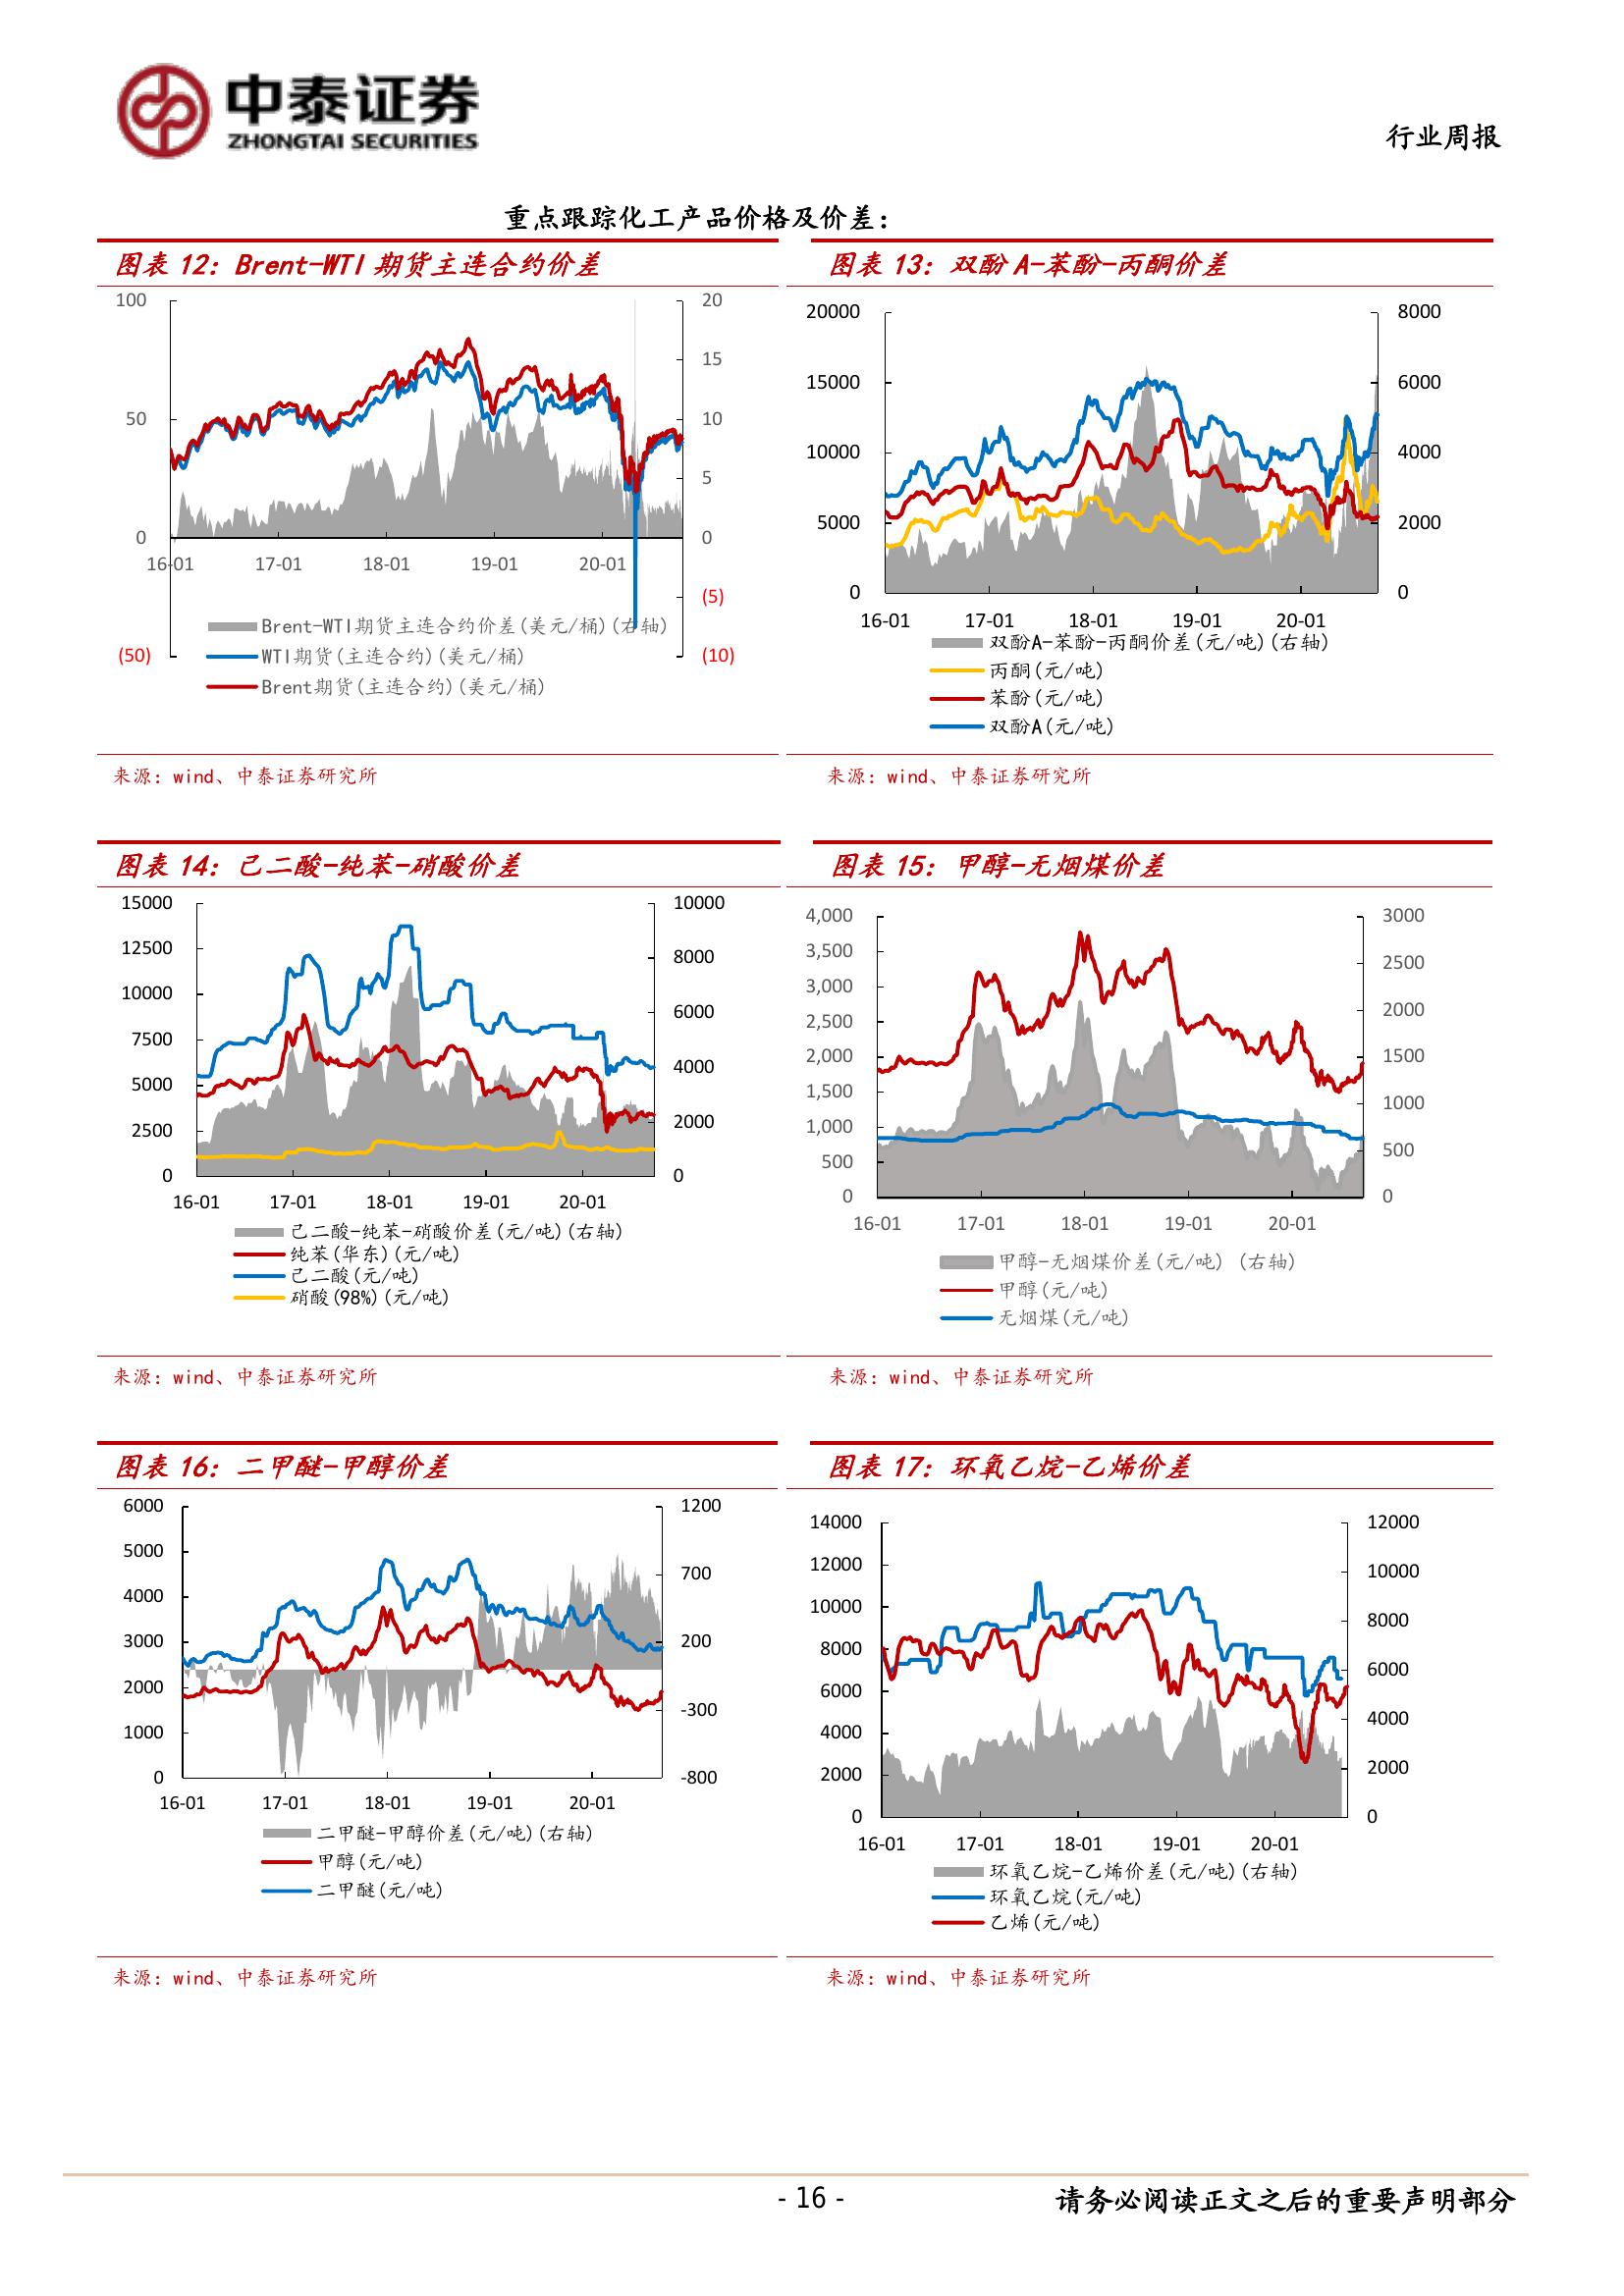 中泰证券
ZHONGTAI SECURITIES
行业周报
重点跟踪化工产品价格及价差：
图表 12：Brent-WTI 期货主连合约价差
100
50
0
(50)
20
15
10
5
0
(5)
(10)
16-01 17-01 18-01 19-01 20-01
Brent-WTI期货主连合约价差(美元/桶)(右轴)
WTI期货(主连合约)(美元/桶)
Brent期货(主连合约)(美元/桶)
来源：wind、中泰证券研究所
图表 13：双酚 A-苯酚-丙酮价差
20000
15000
10000
5000
0
8000
6000
4000
2000
0
16-01 17-01 18-01 19-01 20-01
双酚A-苯酚-丙酮价差(元/吨)(右轴)
丙酮(元/吨)
苯酚(元/吨)
双酚A(元/吨)
来源：wind、中泰证券研究所
图表 14：己二酸-纯苯-硝酸价差
15000
12500
10000
7500
5000
2500
0
10000
8000
6000
4000
2000
0
16-01 17-01 18-01 19-01 20-01
己二酸-纯苯-硝酸价差(元/吨)(右轴)
纯苯(华东)(元/吨)
己二酸(元/吨)
硝酸(98%)(元/吨)
来源：wind、中泰证券研究所
图表 15：甲醇-无烟煤价差
4,000
3,500
3,000
2,500
2,000
1,500
1,000
500
0
3000
2500
2000
1500
1000
500
0
16-01 17-01 18-01 19-01 20-01
甲醇-无烟煤价差(元/吨) (右轴)
甲醇(元/吨)
无烟煤(元/吨)
来源：wind、中泰证券研究所
图表 16：二甲醚-甲醇价差
6000
5000
4000
3000
2000
1000
0
1200
700
200
-300
-800
16-01 17-01 18-01 19-01 20-01
二甲醚-甲醇价差(元/吨)(右轴)
甲醇(元/吨)
二甲醚(元/吨)
来源：wind、中泰证券研究所
图表 17：环氧乙烷-乙烯价差
14000
12000
10000
8000
6000
4000
2000
0
12000
10000
8000
6000
4000
2000
0
16-01 17-01 18-01 19-01 20-01
环氧乙烷-乙烯价差(元/吨)(右轴)
环氧乙烷(元/吨)
乙烯(元/吨)
来源：wind、中泰证券研究所
- 16 -
请务必阅读正文之后的重要声明部分